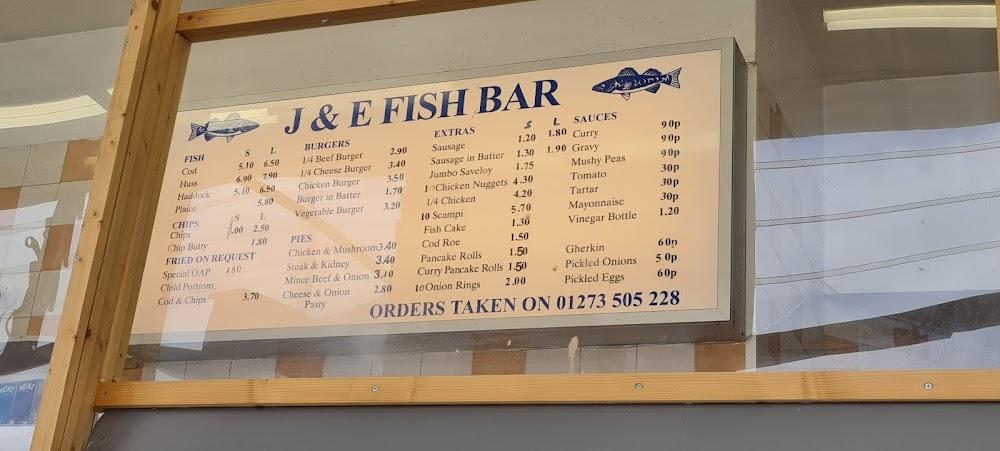 J & E FISH BAR
FISH S L
Cod 5.10 6.50
Huss 6.90 7.90
Haddock 5.10 6.50
Plaice 5.80
CHIPS S L
Chips .00 2.50
Chip Butty 1.80
FRIED ON REQUEST
Special OAP 80
Child Portions
Cod & Chips 3.70
BURGERS
1/4 Beef Burger 2.90
1/4 Cheese Burger 3.40
Chicken Burger 3.50
Burger in Batter 1.70
Vegetable Burger 3.20
PIES
Chicken & Mushroom 3.40
Steak & Kidney 3.40
Mince Beef & Onion 3.40
Cheese & Onion 2.80
Pasty
EXTRAS S L
Sausage 1.20 1.80
Sausage in Batter 1.30 1.90
Jumbo Saveloy 1.75
10 Chicken Nuggets 4.30
1/4 Chicken 4.20
10 Scampi 5.70
Fish Cake 1.30
Cod Roe 1.50
Pancake Rolls 1.50
Curry Pancake Rolls 1.50
10 Onion Rings 2.00
SAUCES
Curry 90p
Gravy 90p
Mushy Peas 90p
Tomato 30p
Tartar 30p
Mayonnaise 30p
Vinegar Bottle 1.20
Gherkin 60p
Pickled Onions 50p
Pickled Eggs 60p
ORDERS TAKEN ON 01273 505 228
HEINZ